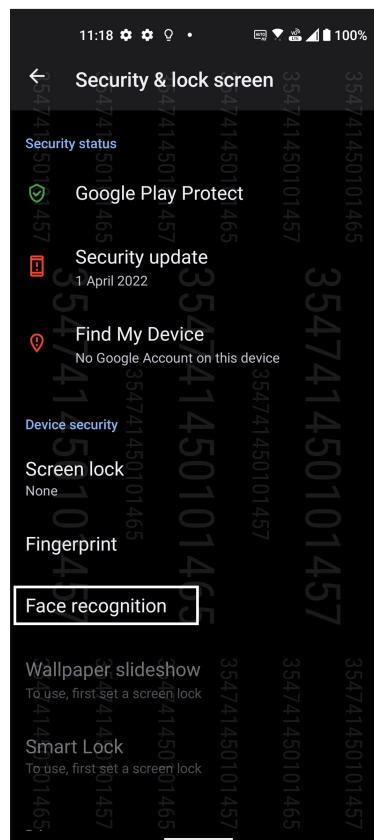 11:18
100%
Security & lock screen
Security status
Google Play Protect
Security update
1 April 2022
Find My Device
No Google Account on this device
Device security
Screen lock
None
Fingerprint
Face recognition
Wallpaper slideshow
To use, first set a screen lock
Smart Lock
To use, first set a screen lock
354741450101457
354741450101465